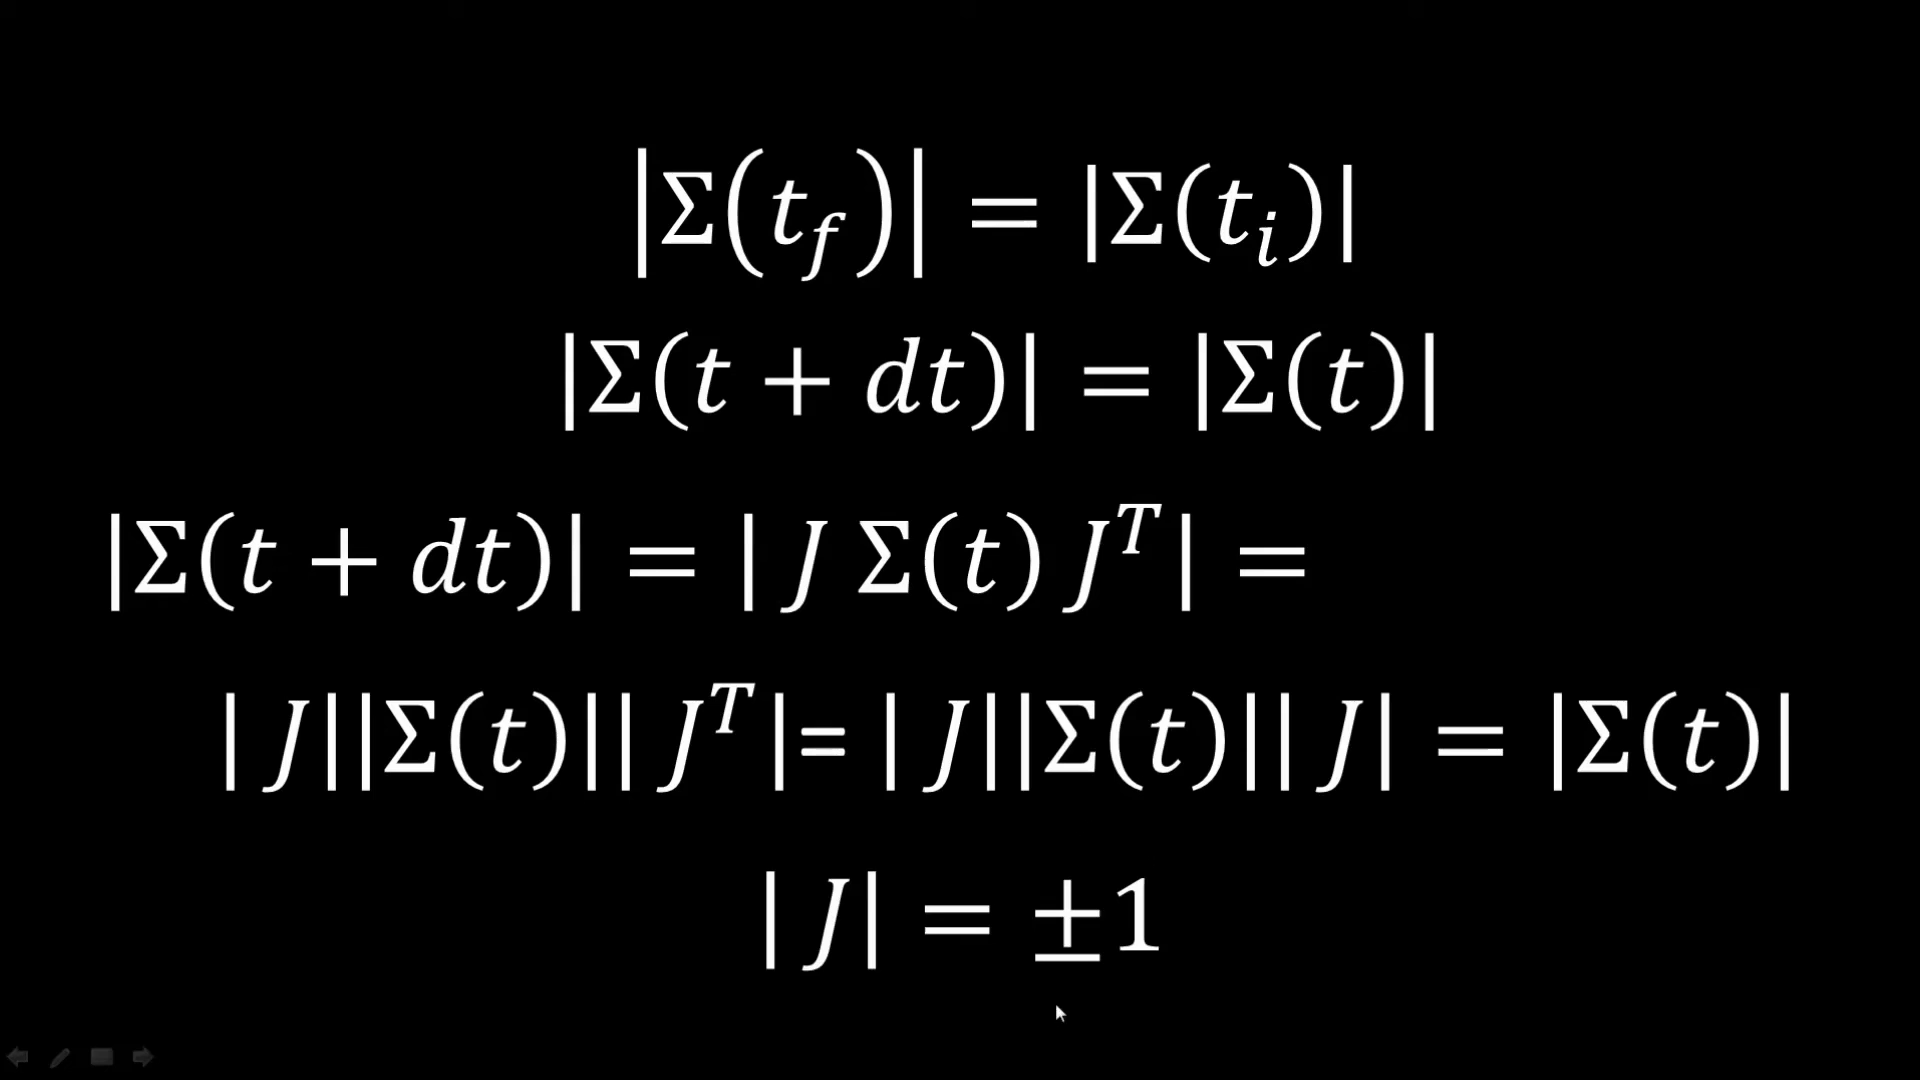 |Σ(t_f)| = |Σ(t_i)|
|Σ(t + dt)| = |Σ(t)|
|Σ(t + dt)| = | J Σ(t) J^T| =
| J||Σ(t)|| J^T|= | J||Σ(t)|| J| = |Σ(t)|
| J| = ±1